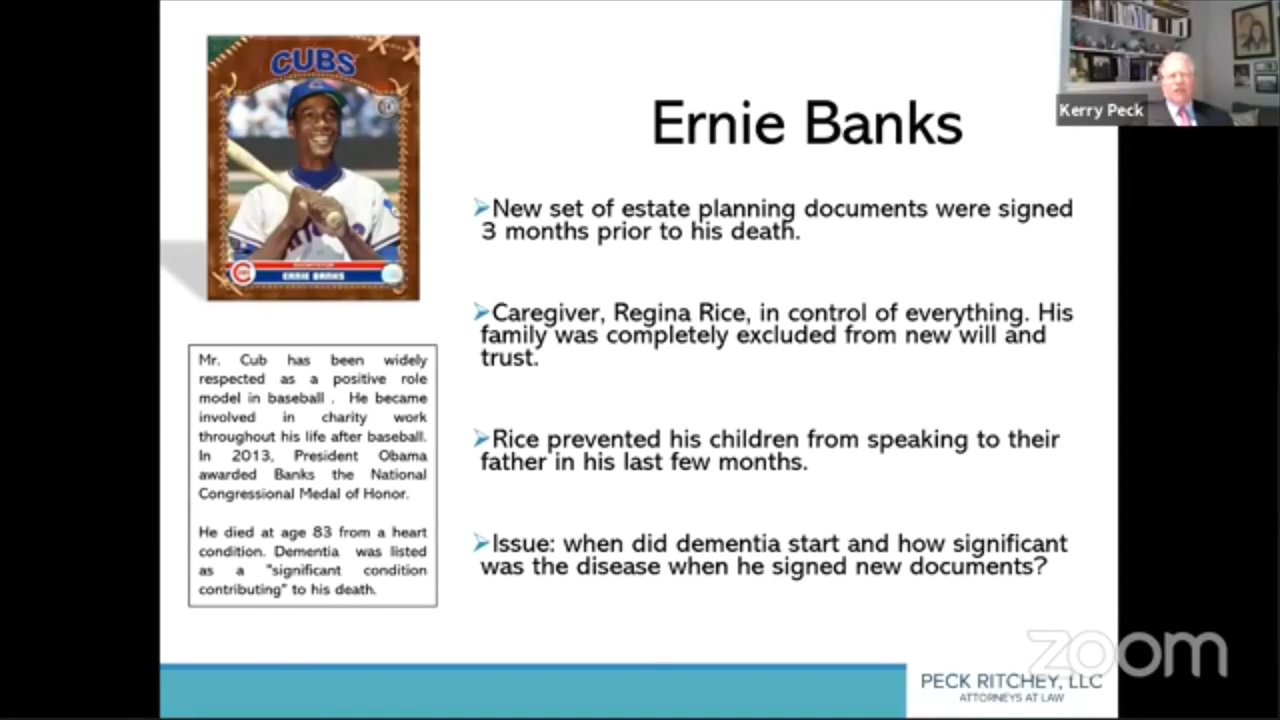 CUBS
ERNIE BANKS
Mr. Cub has been widely
respected as a positive role
model in baseball . He became
involved in charity work
throughout his life after baseball.
In 2013, President Obama
awarded Banks the National
Congressional Medal of Honor.
He died at age 83 from a heart
condition. Dementia was listed
as a "significant condition
contributing" to his death.
Ernie Banks
➢New set of estate planning documents were signed
3 months prior to his death.
➢Caregiver, Regina Rice, in control of everything. His
family was completely excluded from new will and
trust.
➢Rice prevented his children from speaking to their
father in his last few months.
➢Issue: when did dementia start and how significant
was the disease when he signed new documents?
Kerry Peck
zoom
PECK RITCHEY, LLC
ATTORNEYS AT LAW